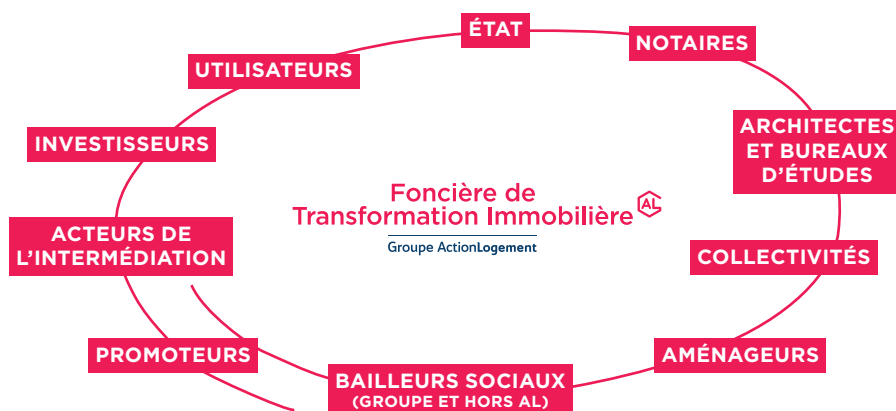 ÉTAT
NOTAIRES
UTILISATEURS
ARCHITECTES
ET BUREAUX
D'ÉTUDES
INVESTISSEURS
Foncière de
Transformation Immobilière
AL
Groupe ActionLogement
ACTEURS DE
L'INTERMÉDIATION
COLLECTIVITÉS
PROMOTEURS
AMÉNAGEURS
BAILLEURS SOCIAUX
(GROUPE ET HORS AL)